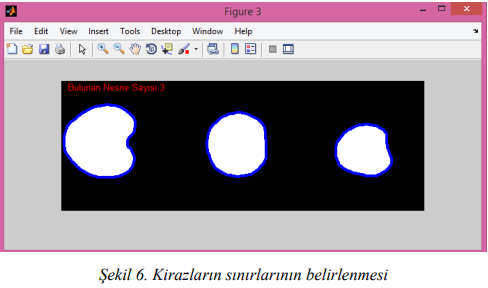 Figure 3
File Edit View Insert Tools Desktop Window Help
Bulunan Nesne Sayısı:3
Şekil 6. Kirazların sınırlarının belirlenmesi